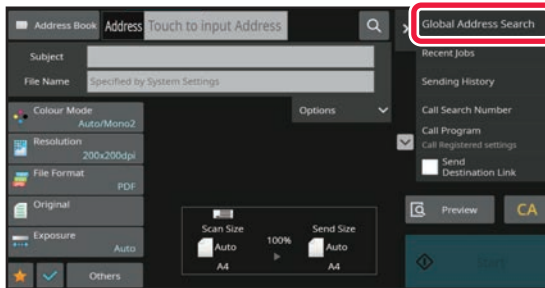 Address Book Address Touch to input Address
Global Address Search
Subject
Recent Jobs
File Name Specified by System Settings
Sending History
Colour Mode
Auto/Mono2
Options
Call Search Number
Resolution
200x200dpi
Call Program
Call Registered settings
File Format
PDF
Send
Destination Link
Original
Preview CA
Exposure
Auto
Scan Size
Auto
A4
100%
Send Size
Auto
A4
Start
Others